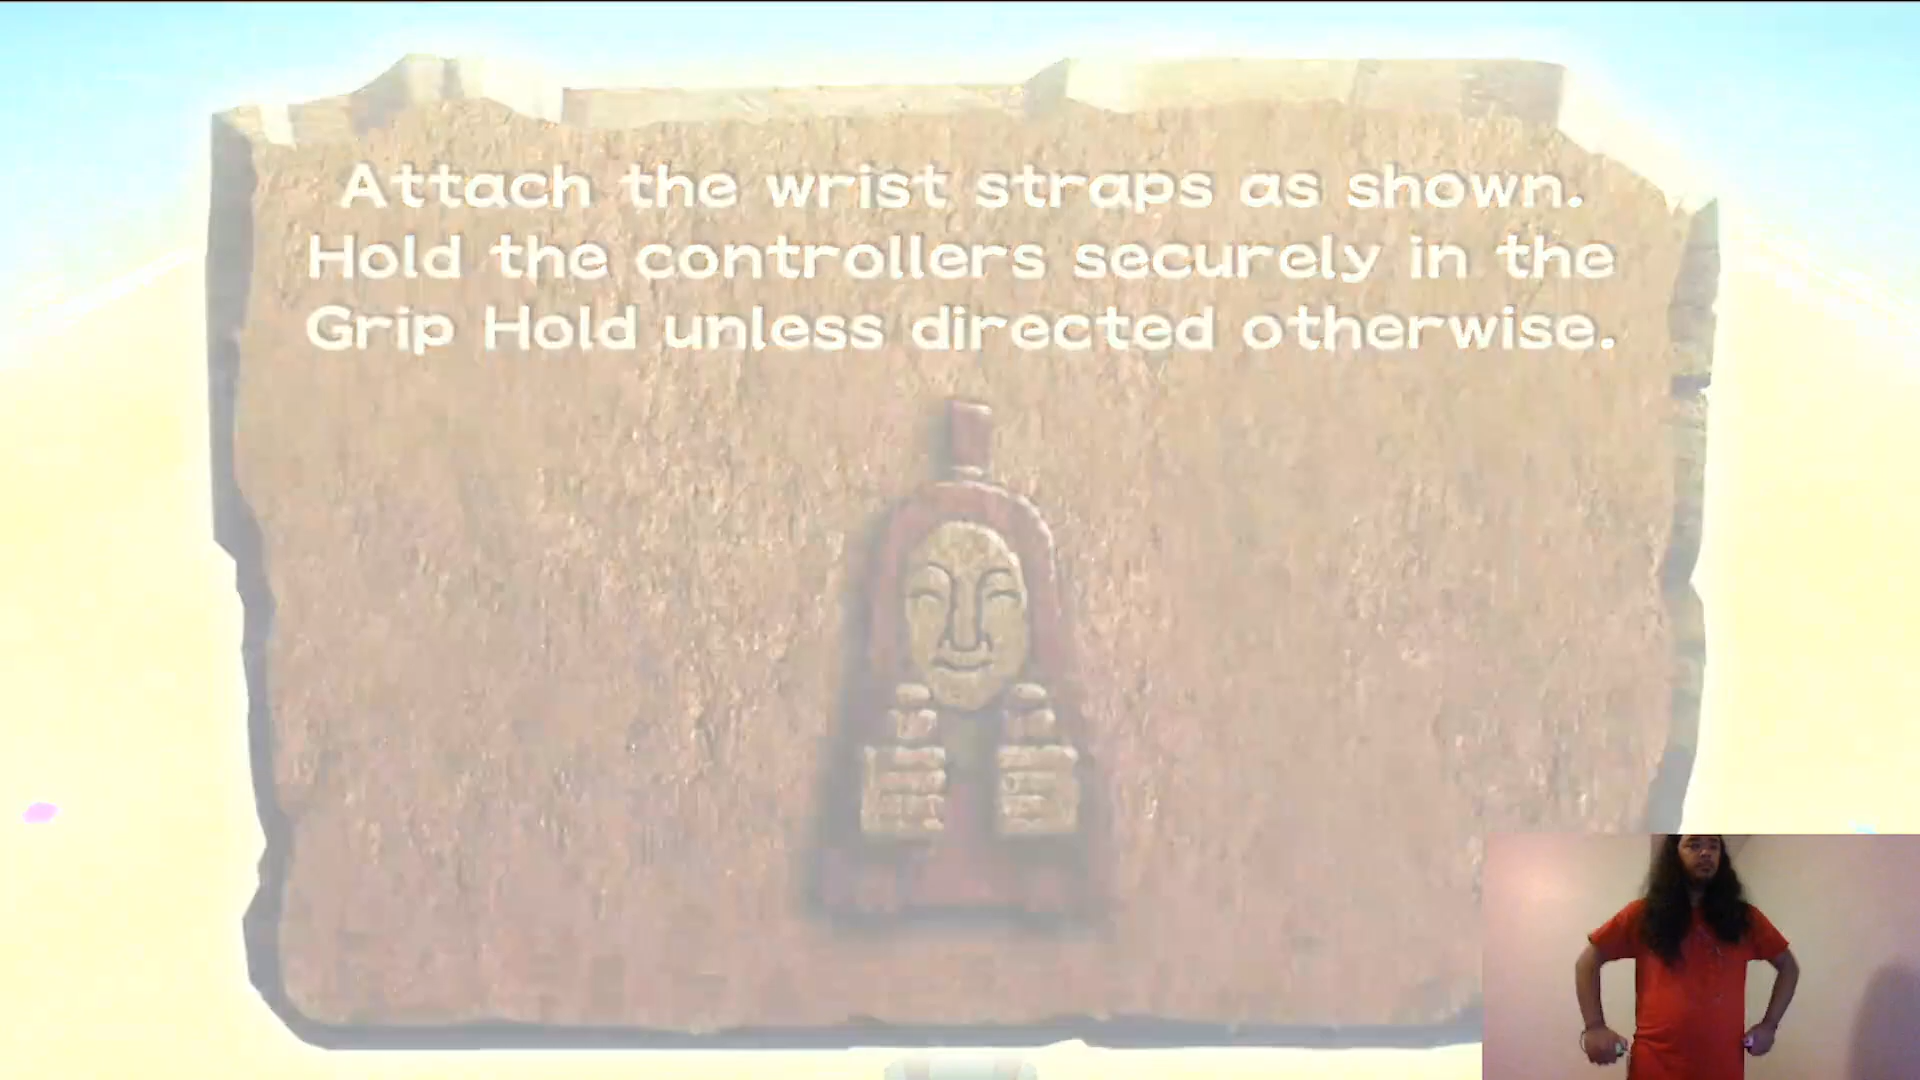 Attach the wrist straps as shown.
Hold the controllers securely in the
Grip Hold unless directed otherwise.